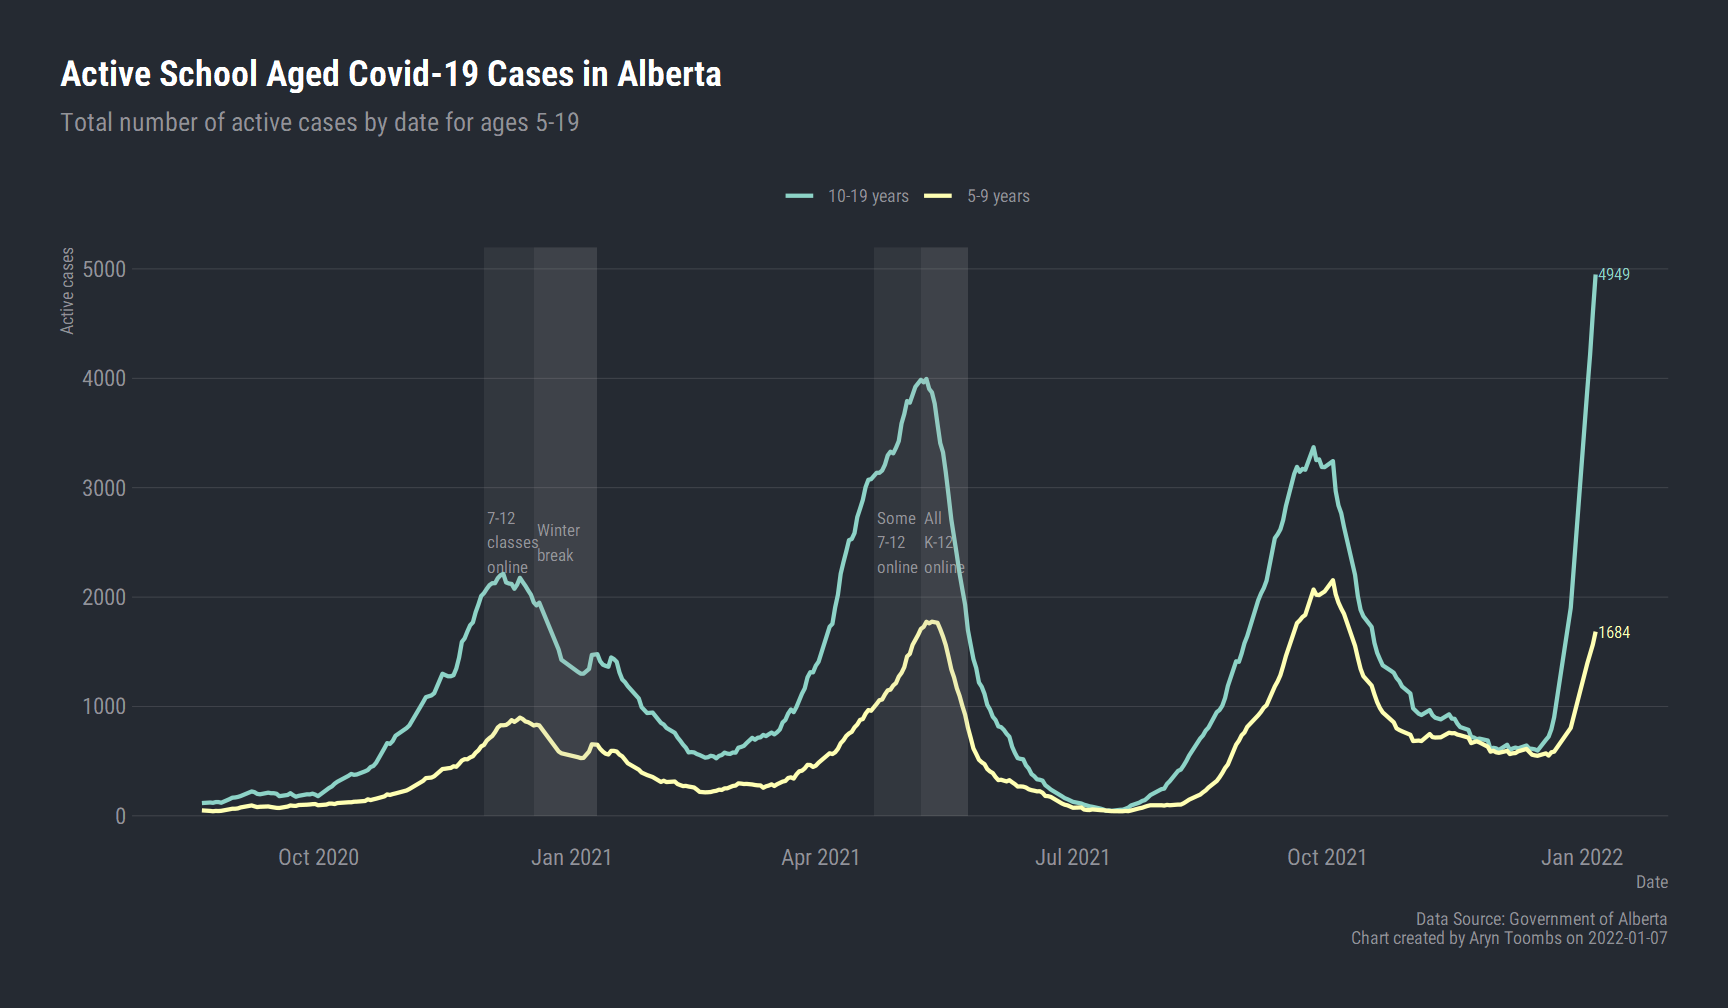 Active School Aged Covid-19 Cases in Alberta
Total number of active cases by date for ages 5-19
10-19 years
5-9 years
Active cases
5000
4000
3000
2000
1000
0
7-12
classes
online
Winter
break
Some
7-12
online
All
K-12
online
4949
1684
Oct 2020
Jan 2021
Apr 2021
Jul 2021
Oct 2021
Jan 2022
Date
Data Source: Government of Alberta
Chart created by Aryn Toombs on 2022-01-07